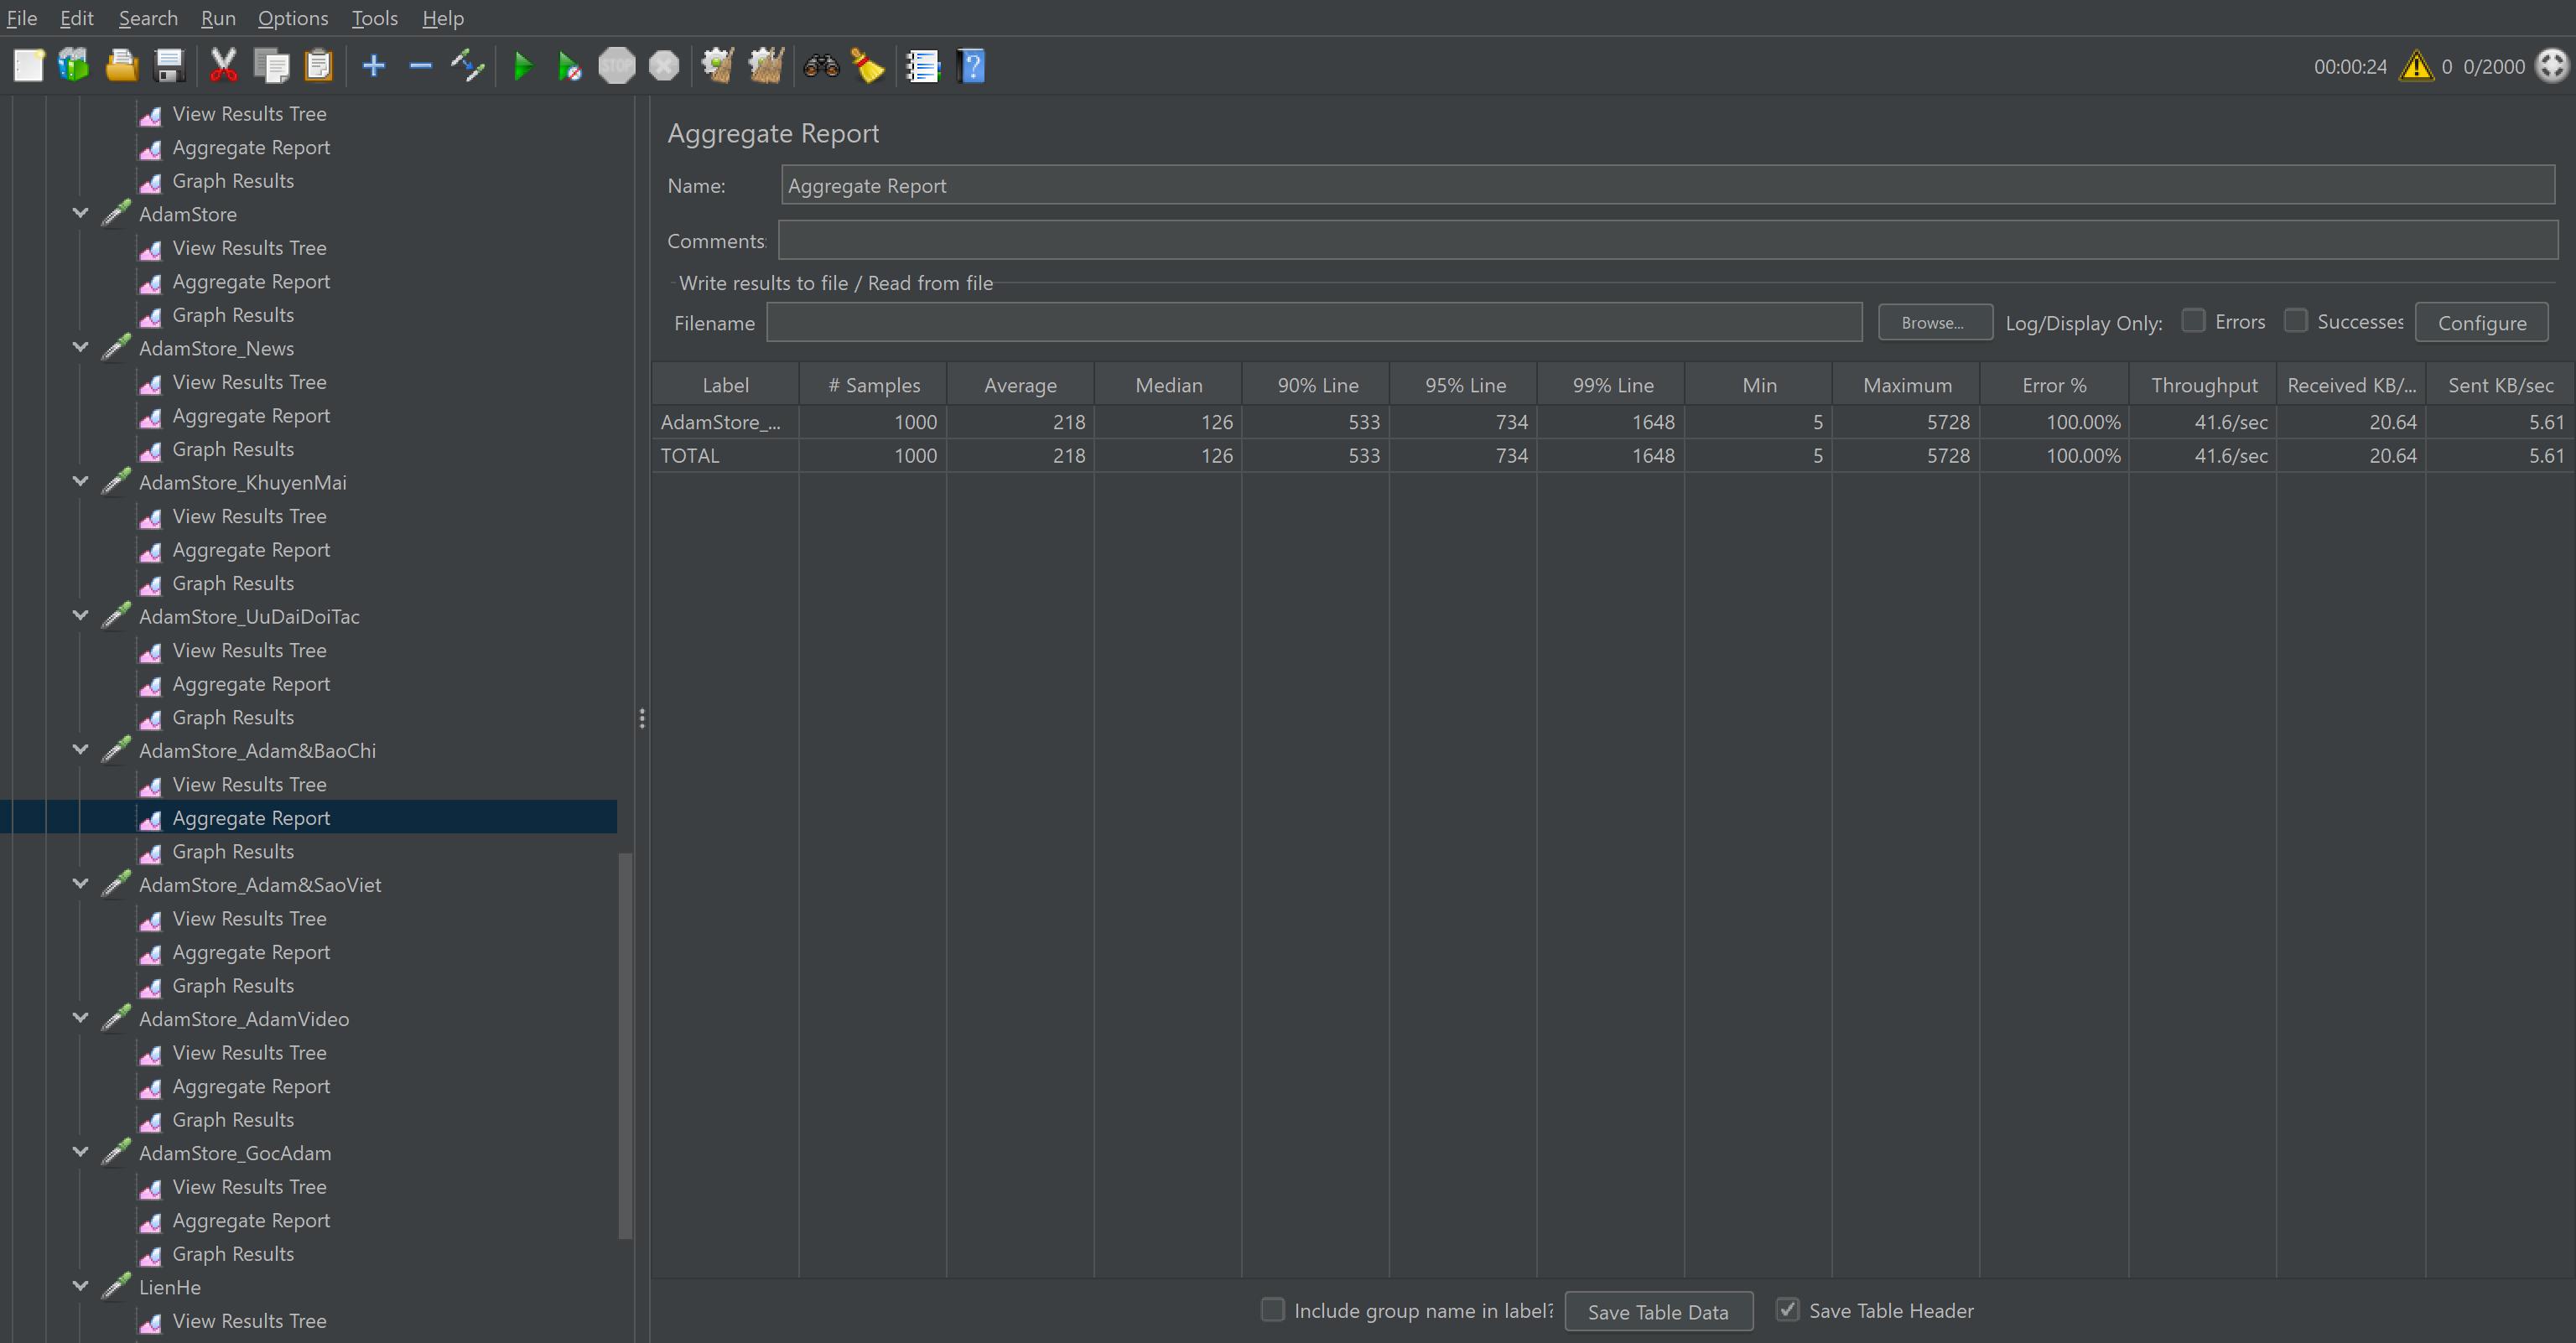 File Edit Search Run Options Tools Help
STOP
00:00:24 0 0/2000
View Results Tree
Aggregate Report
Graph Results
AdamStore
View Results Tree
Aggregate Report
Graph Results
AdamStore_News
View Results Tree
Aggregate Report
Graph Results
AdamStore_KhuyenMai
View Results Tree
Aggregate Report
Graph Results
AdamStore_UuDaiDoiTac
View Results Tree
Aggregate Report
Graph Results
AdamStore_Adam&BaoChi
View Results Tree
Aggregate Report
Graph Results
AdamStore_Adam&SaoViet
View Results Tree
Aggregate Report
Graph Results
AdamStore_AdamVideo
View Results Tree
Aggregate Report
Graph Results
AdamStore_GocAdam
View Results Tree
Aggregate Report
Graph Results
LienHe
View Results Tree
Aggregate Report
Name: Aggregate Report
Comments:
Write results to file / Read from file
Filename Browse... Log/Display Only: Errors Successes Configure
Label # Samples Average Median 90% Line 95% Line 99% Line Min Maximum Error % Throughput Received KB/... Sent KB/sec
AdamStore_... 1000 218 126 533 734 1648 5 5728 100.00% 41.6/sec 20.64 5.61
TOTAL 1000 218 126 533 734 1648 5 5728 100.00% 41.6/sec 20.64 5.61
Include group name in label? Save Table Data Save Table Header